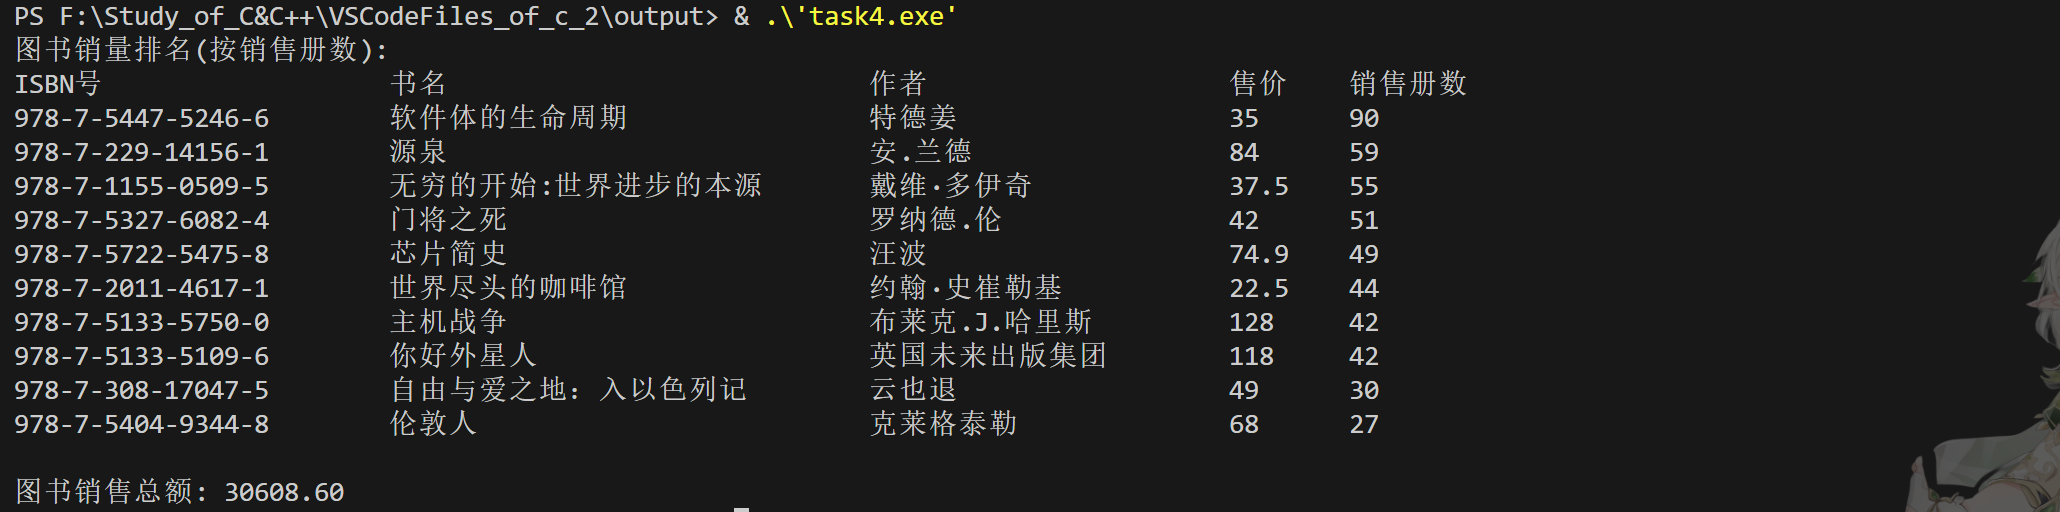 PS F:\Study_of_C&C++\VSCodeFiles_of_c_2\output> & .\'task4.exe'
图书销量排名(按销售册数):
ISBN号 书名 作者 售价 销售册数
978-7-5447-5246-6 软件体的生命周期 特德姜 35 90
978-7-229-14156-1 源泉 安.兰德 84 59
978-7-1155-0509-5 无穷的开始:世界进步的本源 戴维·多伊奇 37.5 55
978-7-5327-6082-4 门将之死 罗纳德.伦 42 51
978-7-5722-5475-8 芯片简史 汪波 74.9 49
978-7-2011-4617-1 世界尽头的咖啡馆 约翰·史崔勒基 22.5 44
978-7-5133-5750-0 主机战争 布莱克.J.哈里斯 128 42
978-7-5133-5109-6 你好外星人 英国未来出版集团 118 42
978-7-308-17047-5 自由与爱之地：入以色列记 云也退 49 30
978-7-5404-9344-8 伦敦人 克莱格泰勒 68 27
图书销售总额: 30608.60